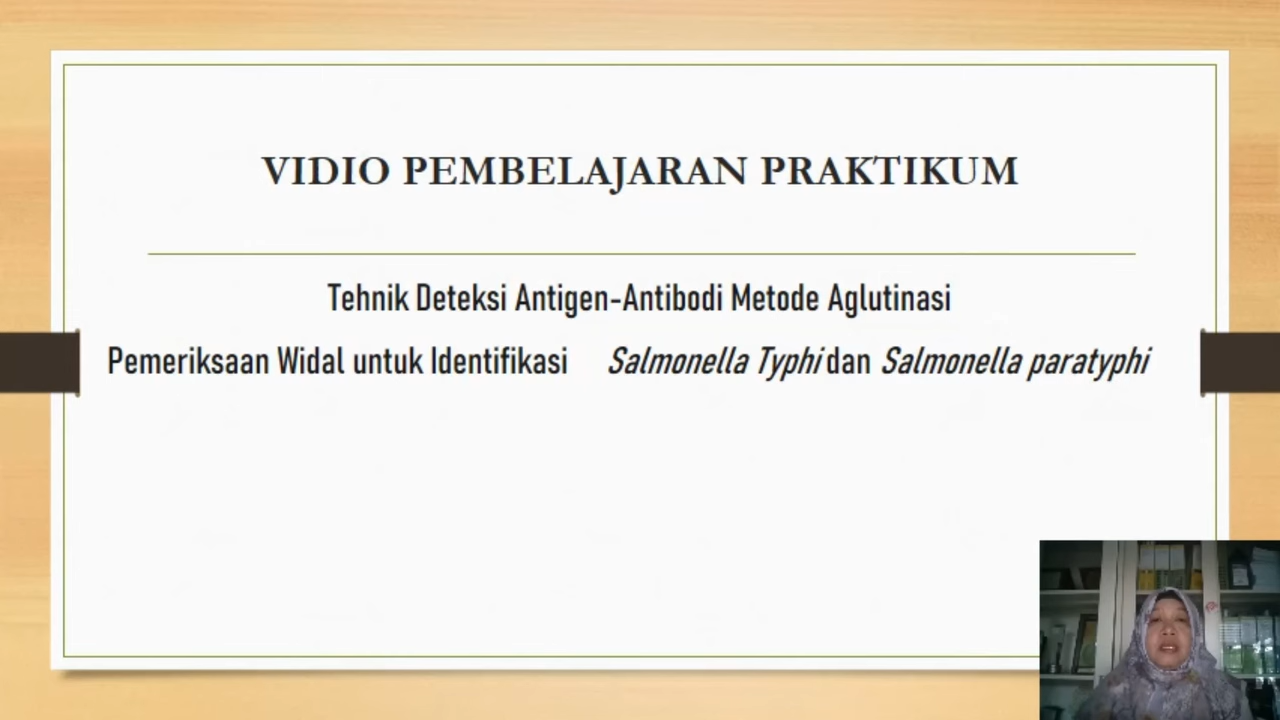 VIDIO PEMBELAJARAN PRAKTIKUM
Tehnik Deteksi Antigen-Antibodi Metode Aglutinasi
Pemeriksaan Widal untuk Identifikasi Salmonella Typhi dan Salmonella paratyphi